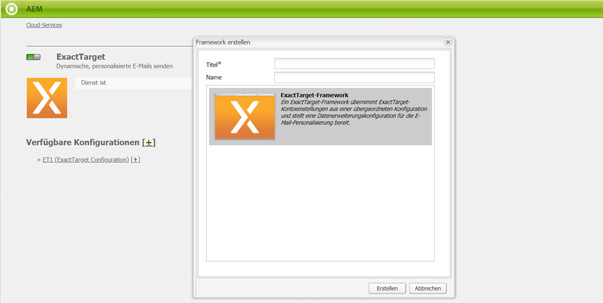 AEM
Cloud-Services
ExactTarget
Dynamische, personalisierte E-Mails senden
Dienst ist
Verfügbare Konfigurationen [+]
ET1 (ExactTarget Configuration) [+]
Framework erstellen
Titel*
Name
ExactTarget-Framework
Ein ExactTarget-Framework übernimmt ExactTarget-
Kontoeinstellungen aus einer übergeordneten Konfiguration
und stellt eine Datenerweiterungskonfiguration für die E-
Mail-Personalisierung bereit.
Erstellen
Abbrechen